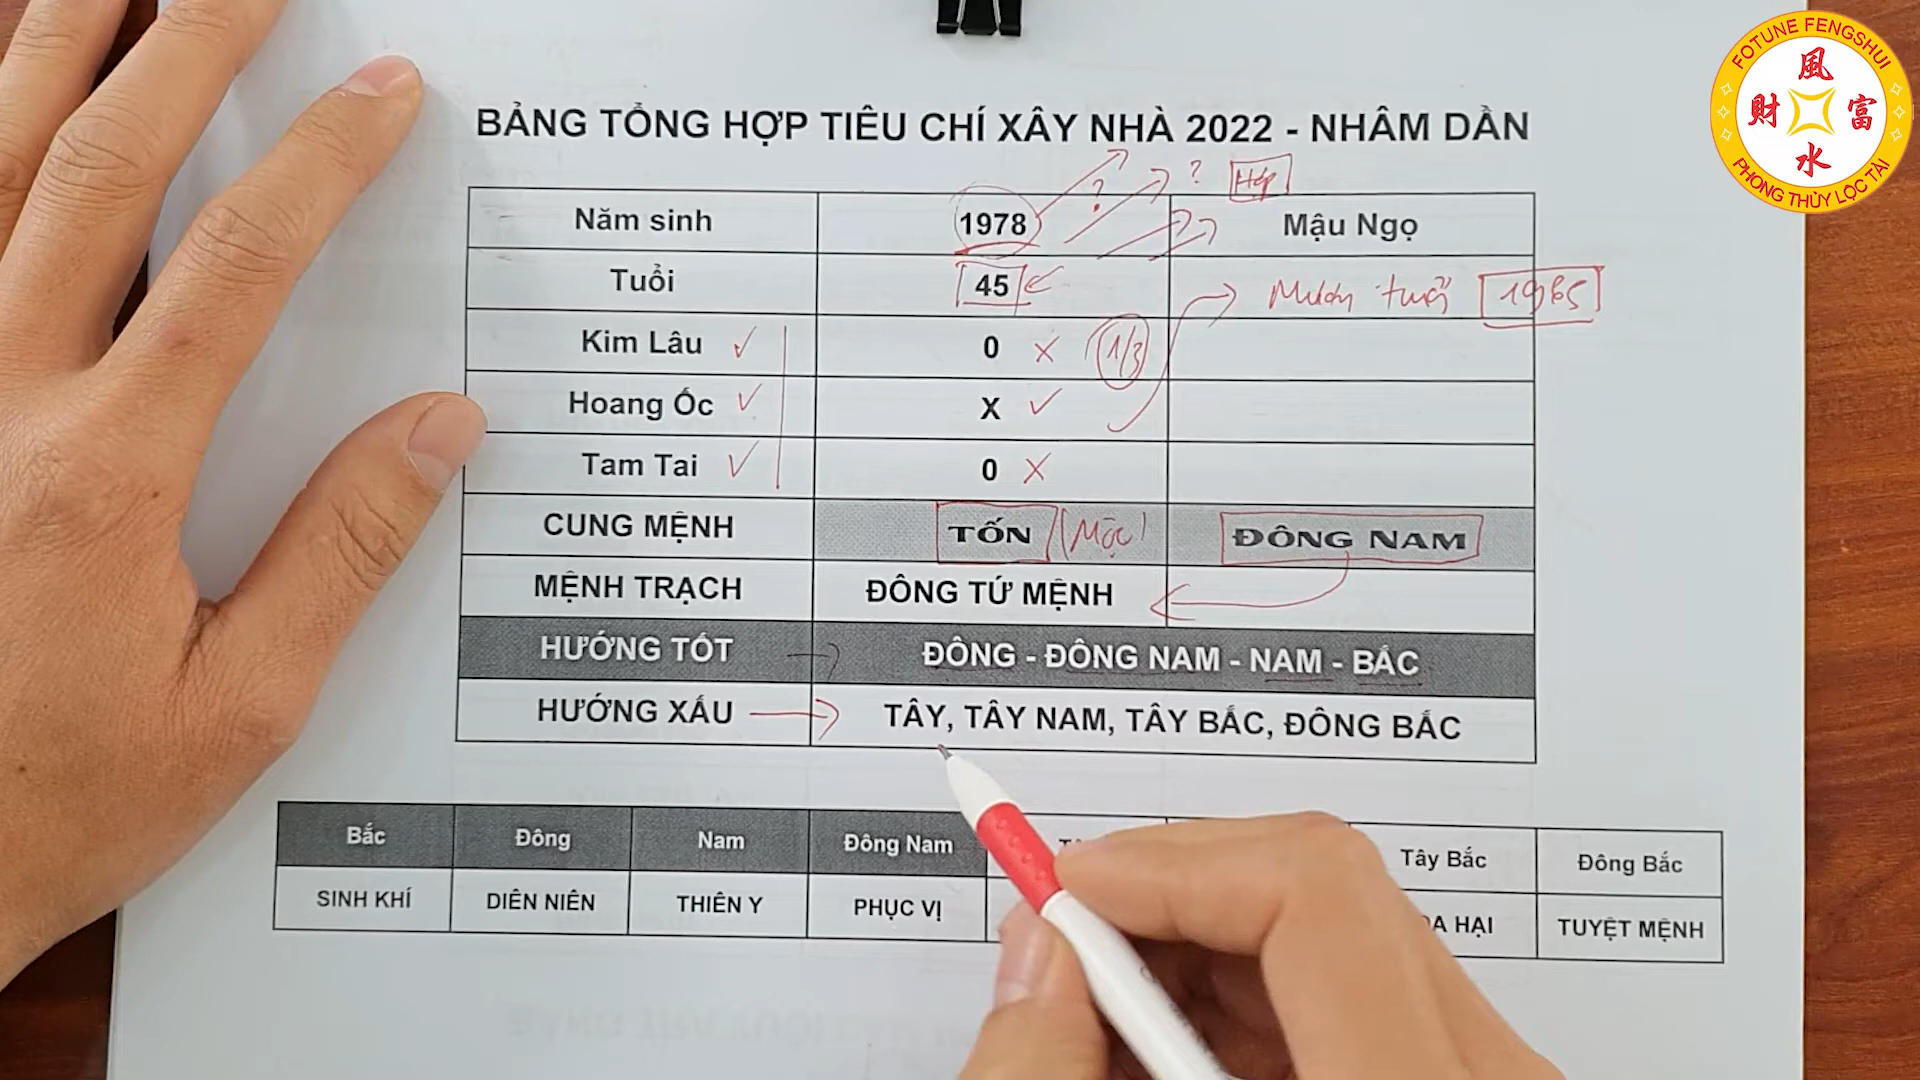 FOTUNE FENGSHUI
風
財 富
水
PHONG THỦY LỘC TÀI
BẢNG TỔNG HỢP TIÊU CHÍ XÂY NHÀ 2022 - NHÂM DẦN
? ? Hợp
Năm sinh 1978 Mậu Ngọ
Tuổi 45 Mượn tuổi 1985
Kim Lâu 0 1/3
Hoang Ốc X
Tam Tai 0
CUNG MỆNH TỐN (Mộc) ĐÔNG NAM
MỆNH TRẠCH ĐÔNG TỨ MỆNH
HƯỚNG TỐT ĐÔNG - ĐÔNG NAM - NAM - BẮC
HƯỚNG XẤU TÂY, TÂY NAM, TÂY BẮC, ĐÔNG BẮC
Bắc Đông Nam Đông Nam Tây Bắc Đông Bắc
SINH KHÍ DIÊN NIÊN THIÊN Y PHỤC VỊ HẠI TUYỆT MỆNH